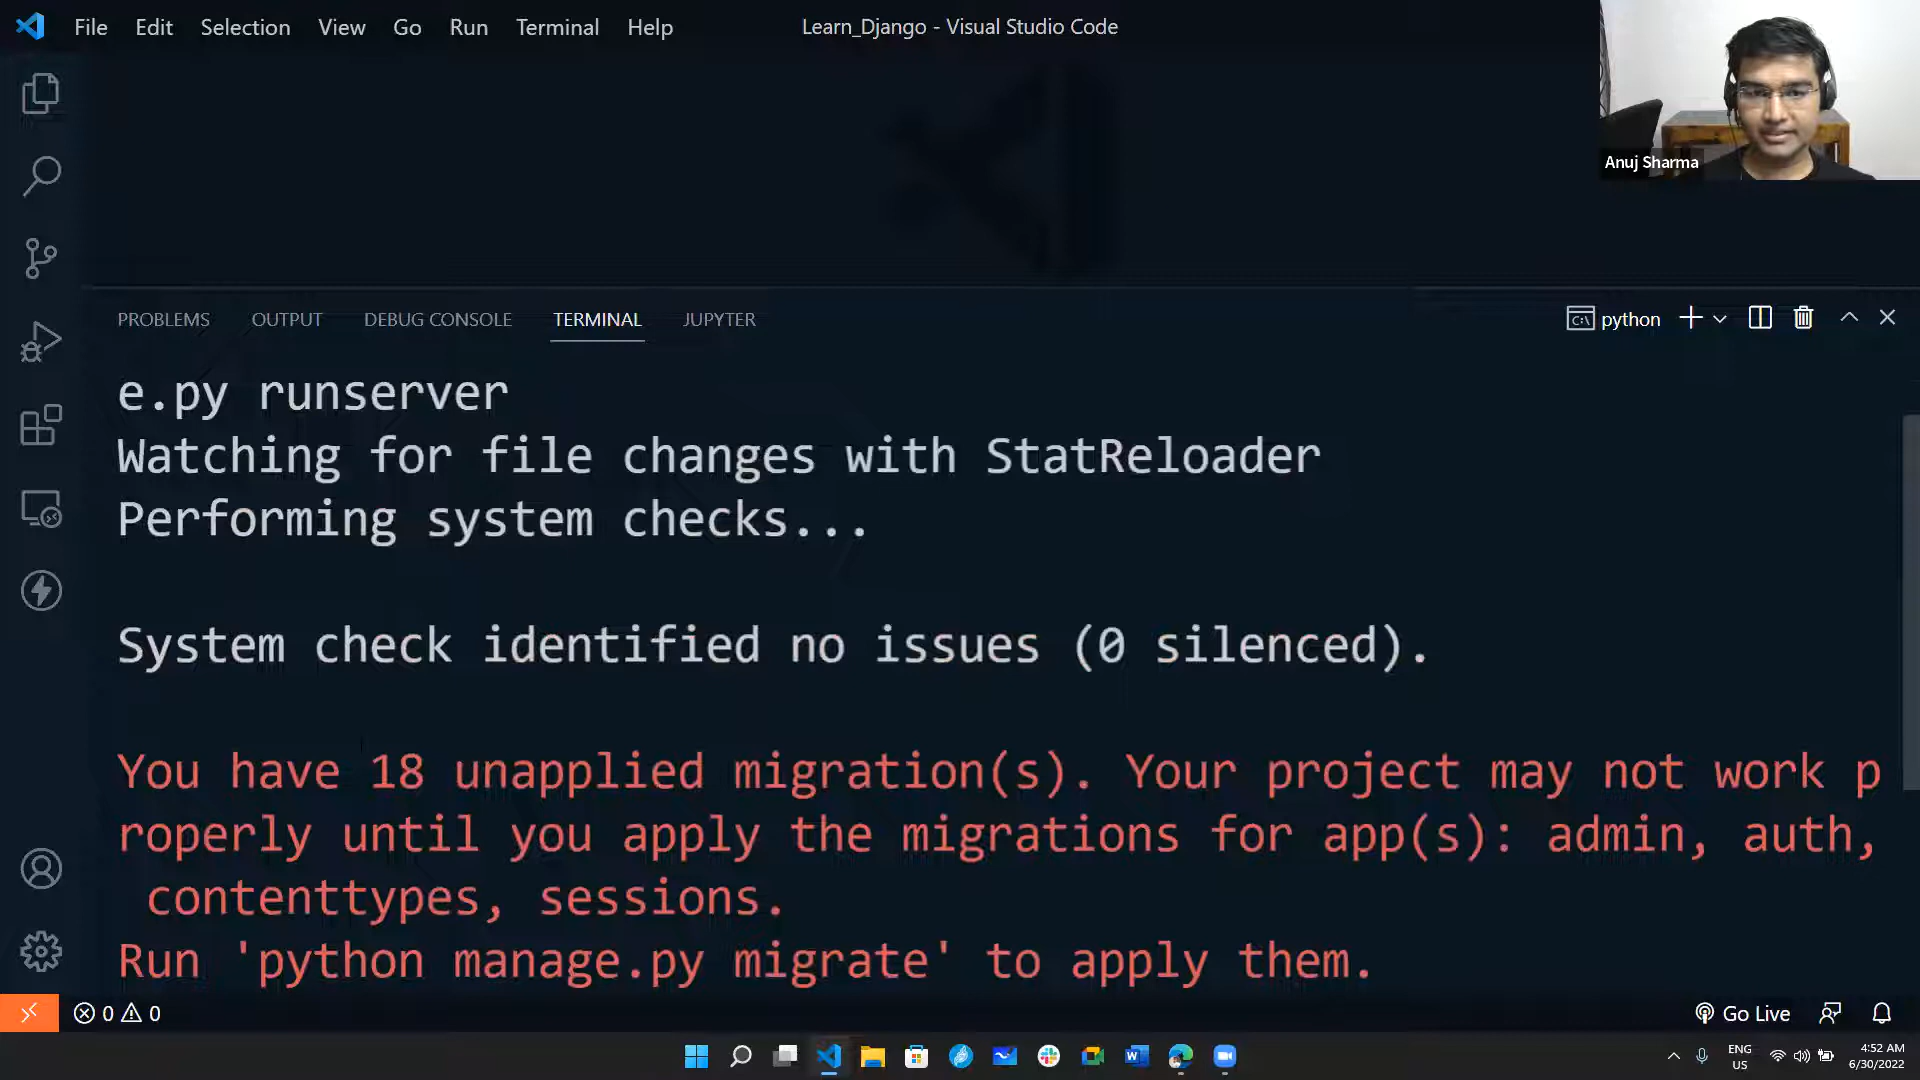 File Edit Selection View Go Run Terminal Help
Learn_Django - Visual Studio Code
Anuj Sharma
PROBLEMS OUTPUT DEBUG CONSOLE TERMINAL JUPYTER
python
e.py runserver
Watching for file changes with StatReloader
Performing system checks...
System check identified no issues (0 silenced).
You have 18 unapplied migration(s). Your project may not work p
roperly until you apply the migrations for app(s): admin, auth,
contenttypes, sessions.
Run 'python manage.py migrate' to apply them.
0 0
Go Live
ENG
US
4:52 AM
6/30/2022